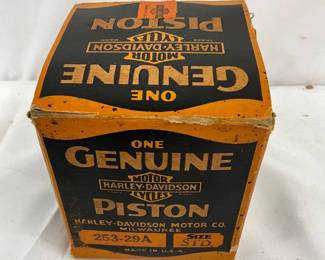 PISTON
HARLEY-DAVIDSON
MOTOR
CYCLES
GENUINE
ONE
ONE
GENUINE
MOTOR
HARLEY-DAVIDSON
CYCLES
PISTON
HARLEY-DAVIDSON MOTOR CO.
MILWAUKEE
253-29A
SIZE
STD
MADE IN U.S.A.